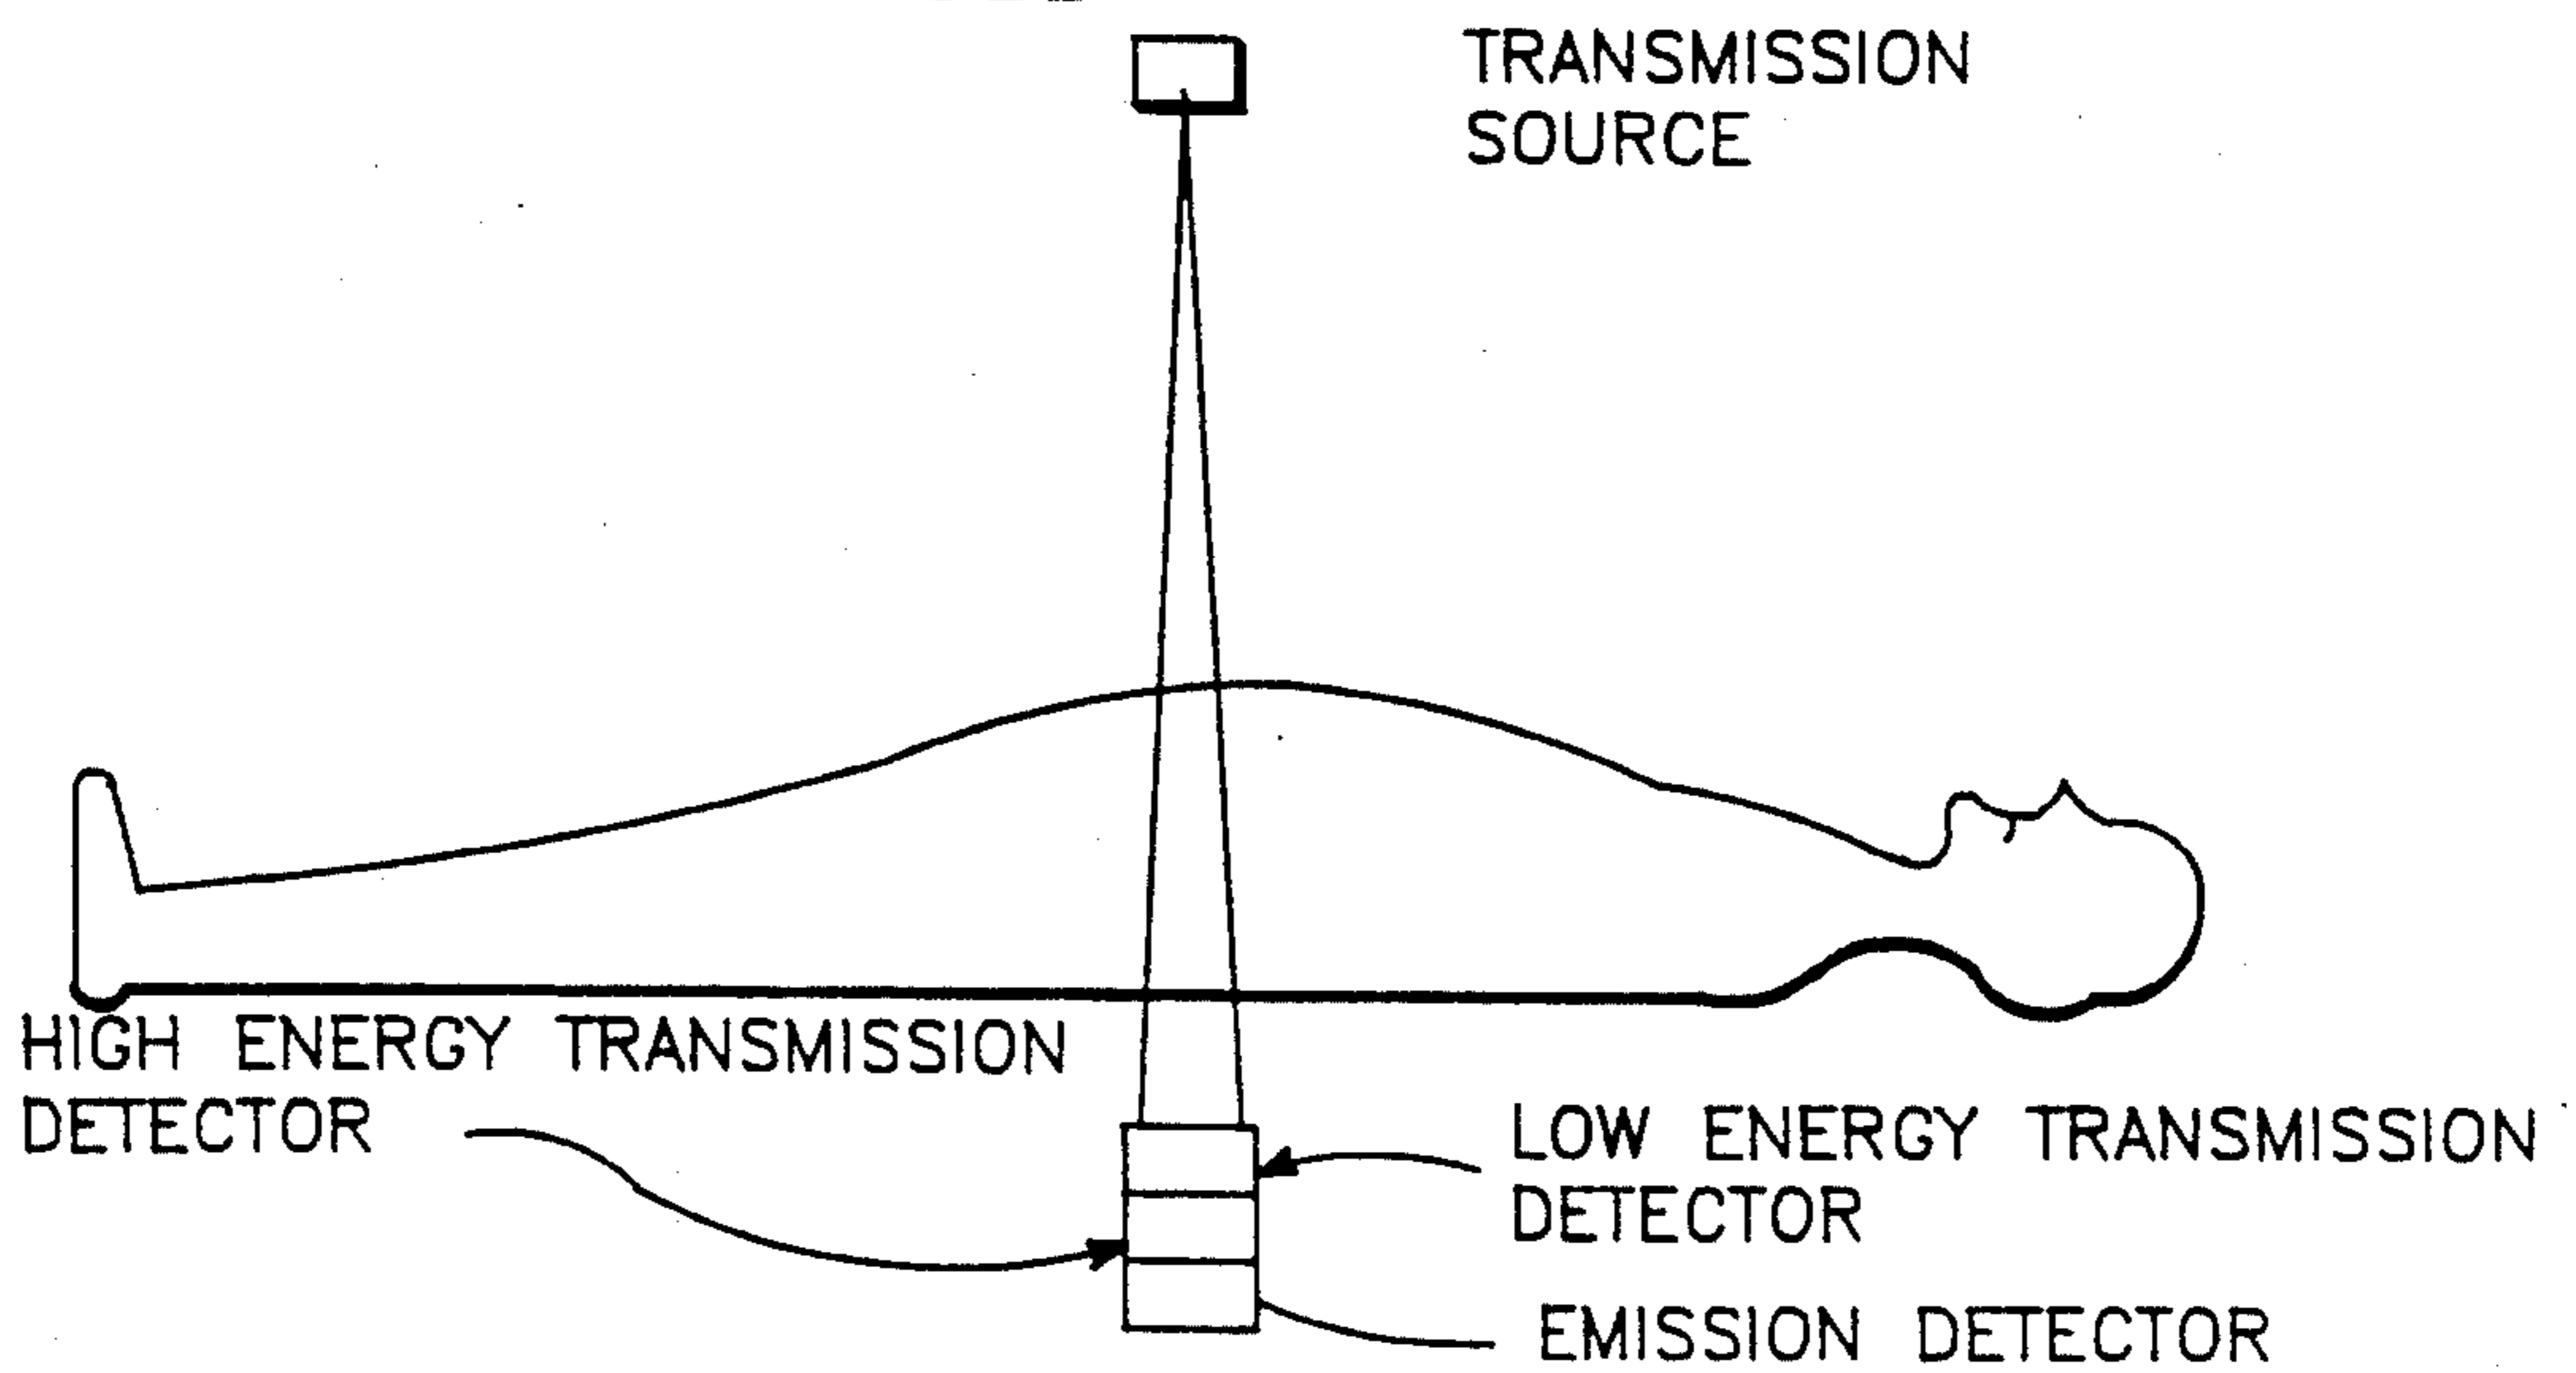 TRANSMISSION
SOURCE
HIGH ENERGY TRANSMISSION
DETECTOR
LOW ENERGY TRANSMISSION
DETECTOR
EMISSION DETECTOR